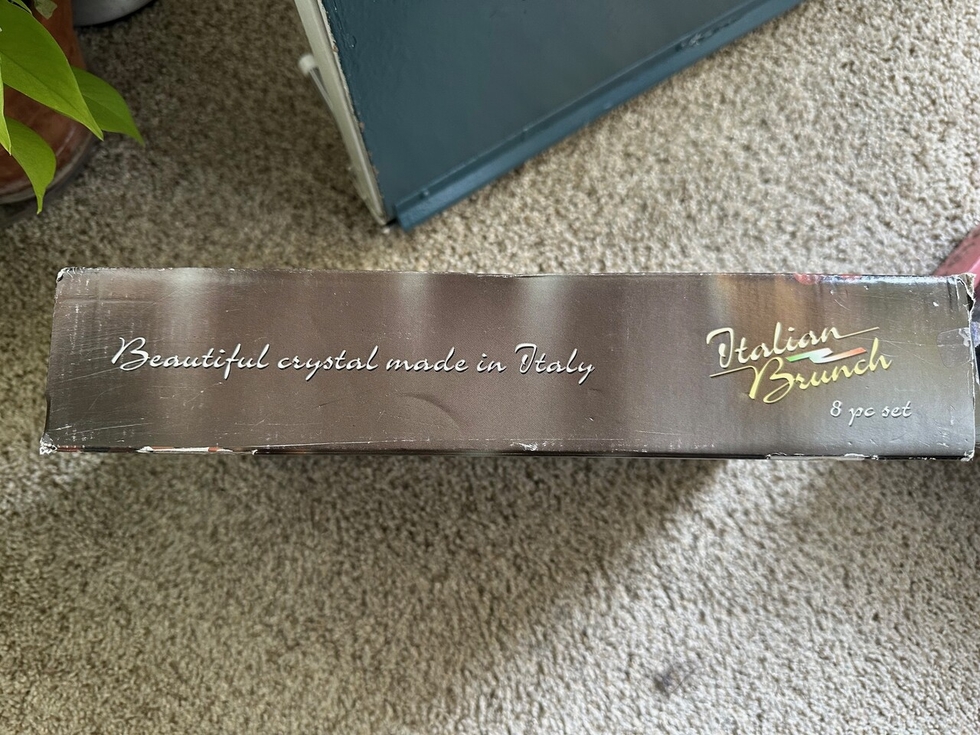 Beautiful crystal made in Italy
Italian
Brunch
8 pc set